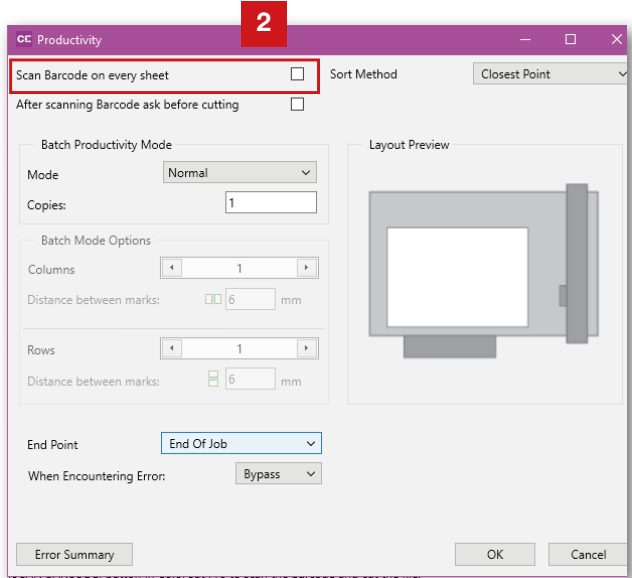 2
CE Productivity
Scan Barcode on every sheet
Sort Method Closest Point
After scanning Barcode ask before cutting
Batch Productivity Mode
Layout Preview
Mode Normal
Copies: 1
Batch Mode Options
Columns 1
Distance between marks: 6 mm
Rows 1
Distance between marks: 6 mm
End Point End Of Job
When Encountering Error: Bypass
Error Summary OK Cancel